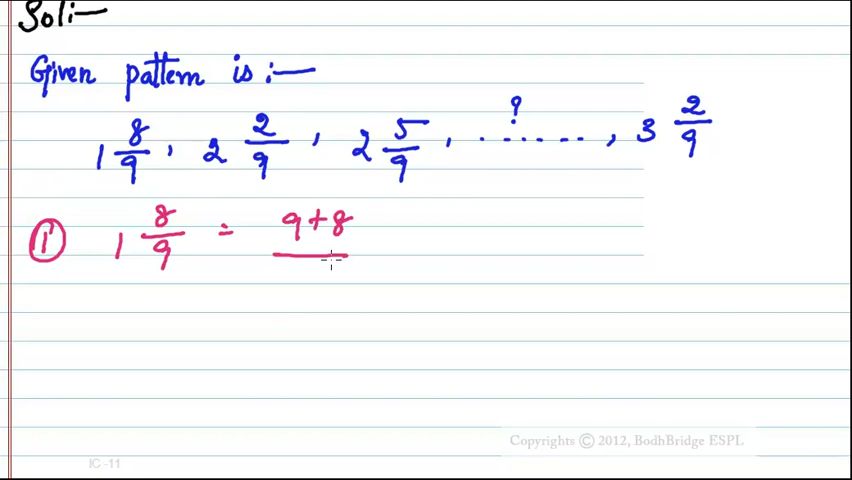 Sol:-
Given pattern is:-
1 8/9, 2 2/9, 2 5/9, ...?..., 3 2/9
① 1 8/9 = 9+8
Copyrights © 2012, BodhBridge ESPL
IC -11